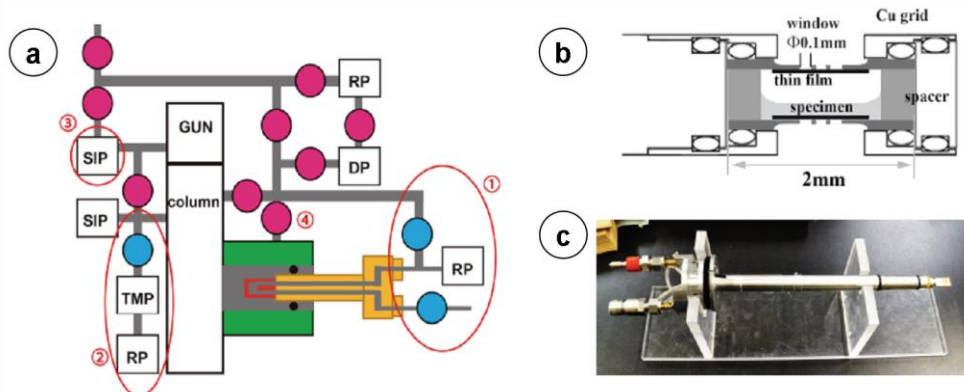 a
RP
③
GUN
SIP
DP
①
column
④
SIP
RP
TMP
②
RP
b
window
Φ0.1mm
Cu grid
thin film
specimen
spacer
2mm
c